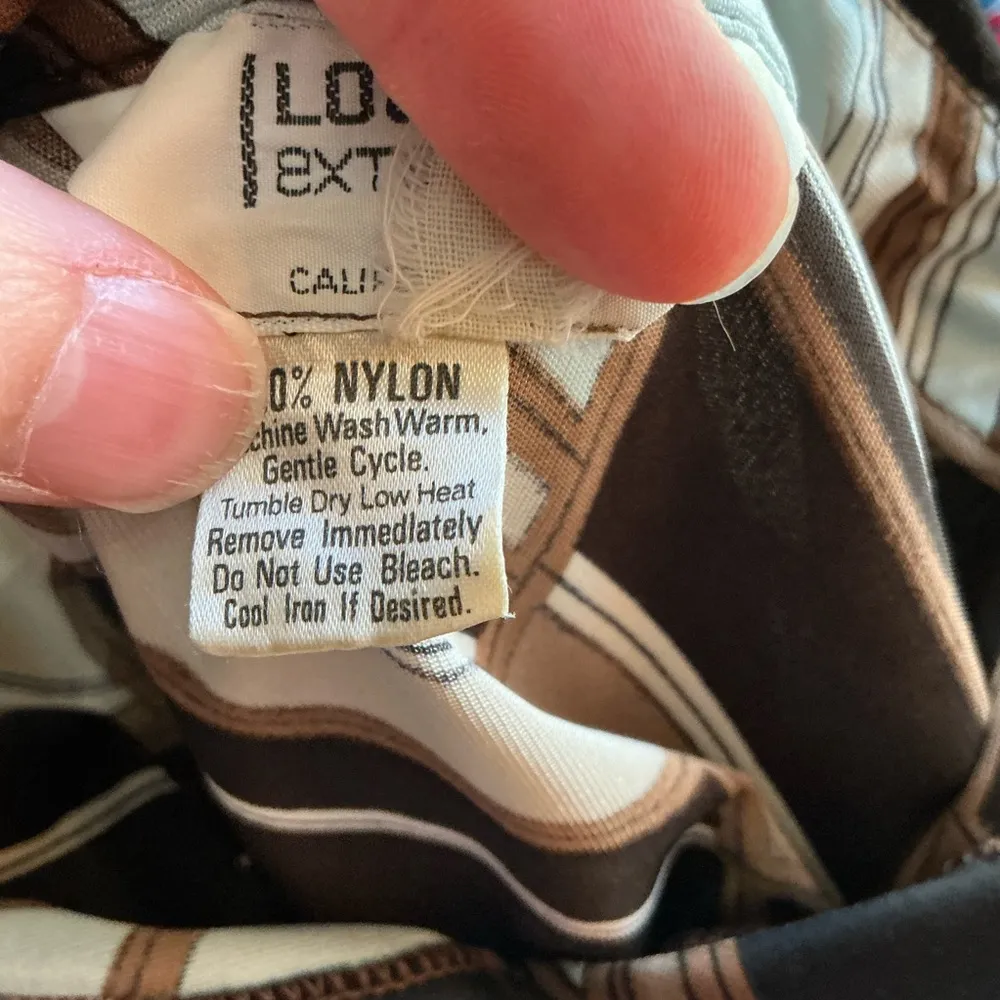 LO
EXT
CALIF
0% NYLON
chine Wash Warm,
Gentle Cycle.
Tumble Dry Low Heat
Remove Immediately
Do Not Use Bleach.
Cool Iron If Desired.